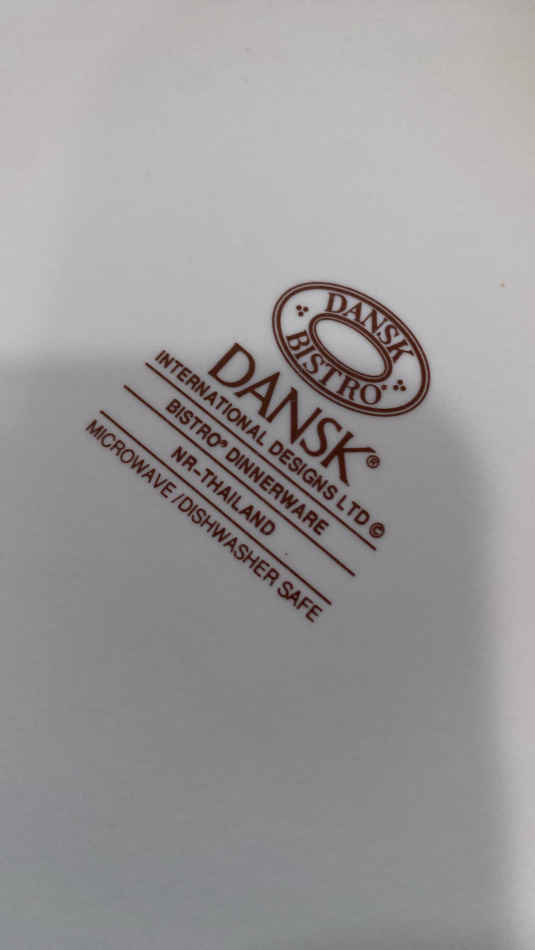 DANSK
BISTRO®
DANSK®
INTERNATIONAL DESIGNS LTD ©
BISTRO® DINNERWARE
NR-THAILAND
MICROWAVE/DISHWASHER SAFE